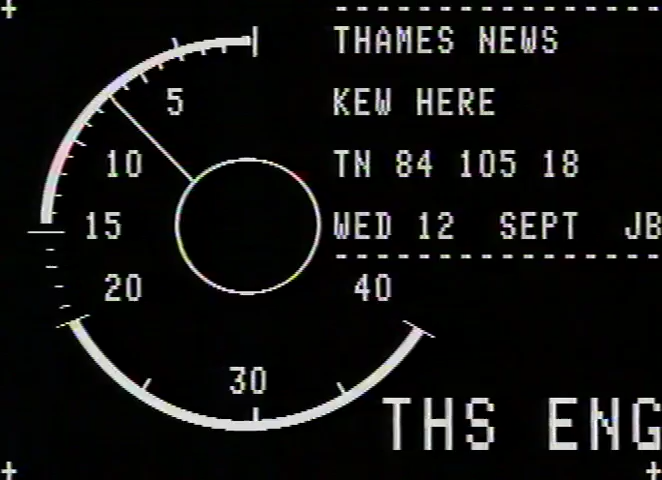 THAMES NEWS
KEW HERE
TN 84 105 18
WED 12 SEPT JB
5
10
15
20
30
40
THS ENG